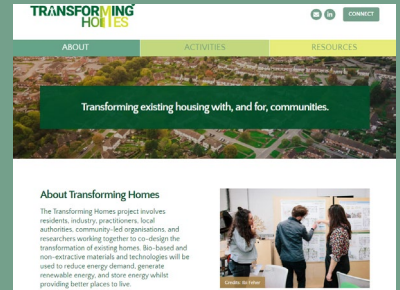 TRANSFORMING
HOMES
CONNECT
ABOUT
ACTIVITIES
RESOURCES
Transforming existing housing with, and for, communities.
About Transforming Homes
The Transforming Homes project involves
residents, industry, practitioners, local
authorities, community-led organisations, and
researchers working together to co-design the
transformation of existing homes. Bio-based and
non-extractive materials and technologies will be
used to reduce energy demand, generate
renewable energy, and store energy whilst
providing better places to live.